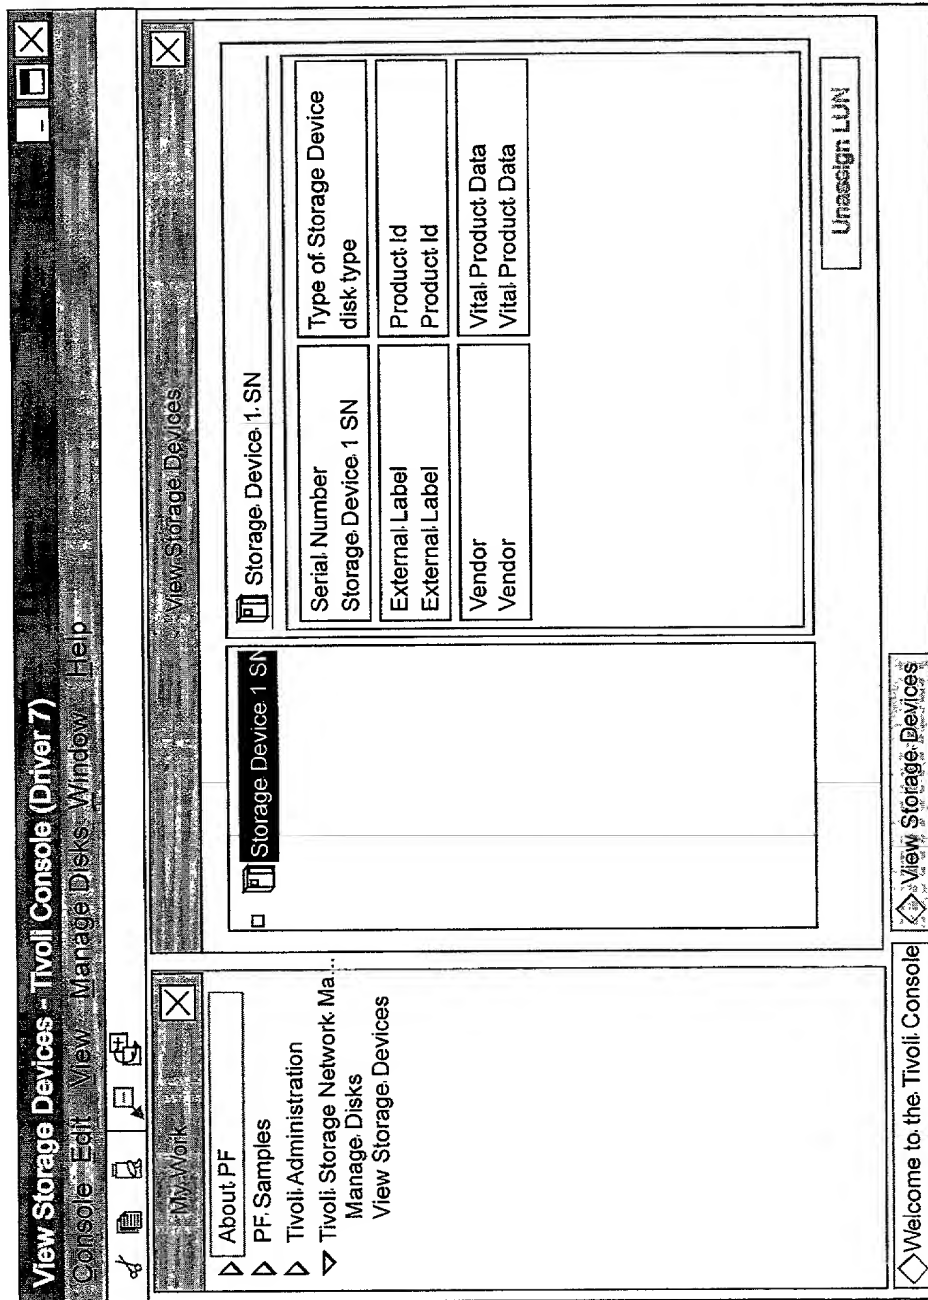 View Storage Devices - Tivoli Console (Driver 7)
Console Edit View Manage Disks Window Help
My Work
About PF
PF Samples
Tivoli Administration
Tivoli Storage Network Ma...
Manage Disks
View Storage Devices
View Storage Devices
Storage Device 1 SN
Storage Device 1 SN
Serial Number
Storage Device 1 SN
Type of Storage Device
disk type
External Label
External Label
Product Id
Product Id
Vendor
Vendor
Vital Product Data
Vital Product Data
Unassign LUN
Welcome to the Tivoli Console
View Storage Devices